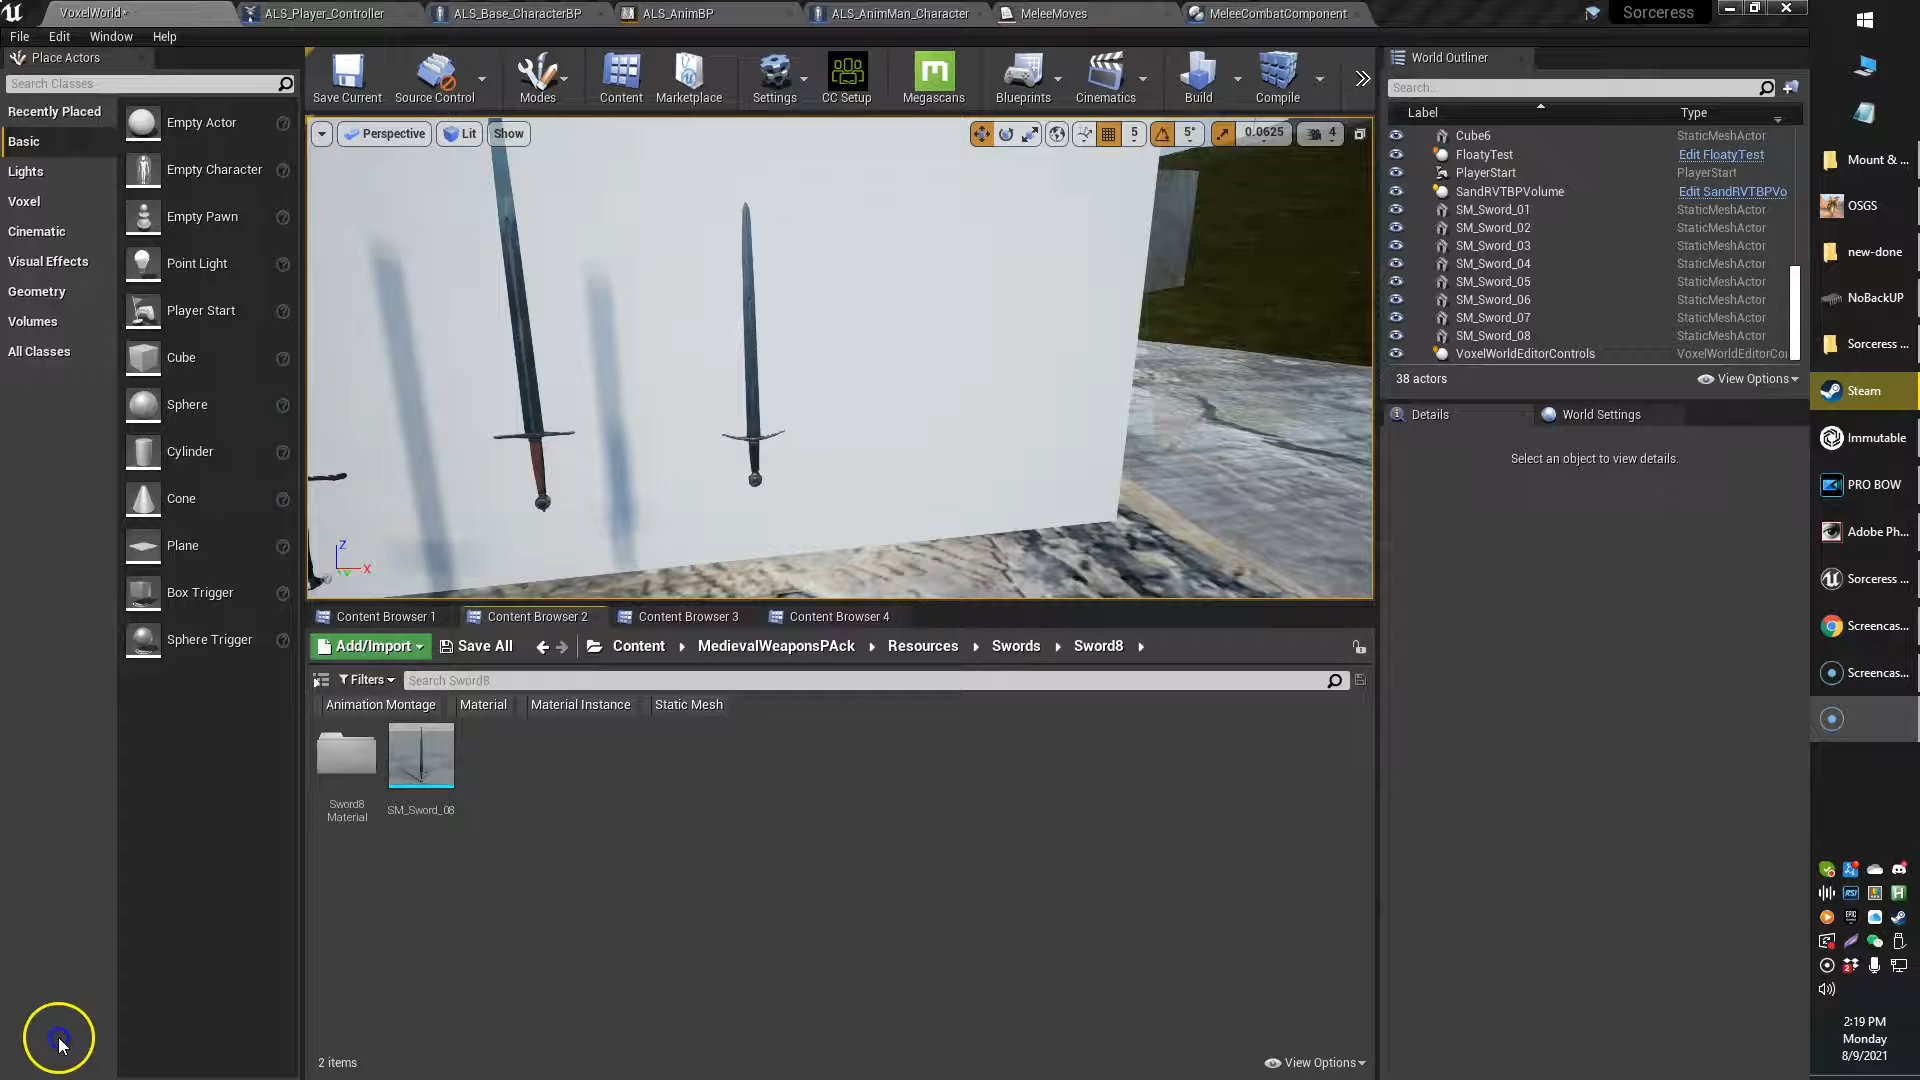 VoxelWorld*
ALS_Player_Controller
ALS_Base_CharacterBP
ALS_AnimBP
ALS_AnimMan_Character
MeleeMoves
MeleeCombatComponent
Sorceress
File Edit Window Help
Place Actors
Search Classes
Recently Placed
Basic
Lights
Voxel
Cinematic
Visual Effects
Geometry
Volumes
All Classes
Empty Actor
Empty Character
Empty Pawn
Point Light
Player Start
Cube
Sphere
Cylinder
Cone
Plane
Box Trigger
Sphere Trigger
Save Current
Source Control
Modes
Content
Marketplace
Settings
CC Setup
Megascans
Blueprints
Cinematics
Build
Compile
Perspective Lit Show
5 5° 0.0625 4
Z
X
Content Browser 1
Content Browser 2
Content Browser 3
Content Browser 4
Add/Import Save All Content MedievalWeaponsPAck Resources Swords Sword8
Filters Search Sword8
Animation Montage Material Material Instance Static Mesh
Sword8
Material
SM_Sword_08
2 items
View Options
World Outliner
Search...
Label Type
Cube6 StaticMeshActor
FloatyTest Edit FloatyTest
PlayerStart PlayerStart
SandRVTBPVolume Edit SandRVTBPVo
SM_Sword_01 StaticMeshActor
SM_Sword_02 StaticMeshActor
SM_Sword_03 StaticMeshActor
SM_Sword_04 StaticMeshActor
SM_Sword_05 StaticMeshActor
SM_Sword_06 StaticMeshActor
SM_Sword_07 StaticMeshActor
SM_Sword_08 StaticMeshActor
VoxelWorldEditorControls VoxelWorldEditorCo
38 actors View Options
Details
World Settings
Select an object to view details.
Mount & ...
OSGS
new-done
NoBackUP
Sorceress ...
Steam
Immutable
PRO BOW
Adobe Ph...
Sorceress ...
Screencas...
Screencas...
2:19 PM
Monday
8/9/2021